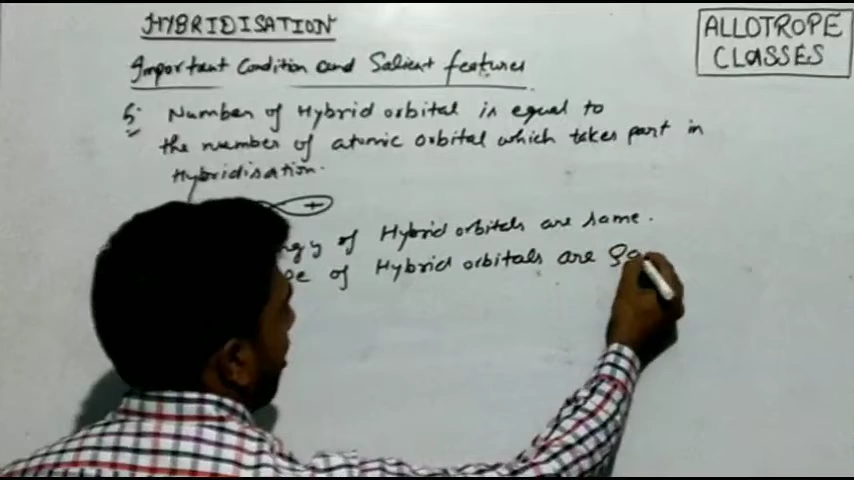 HYBRIDISATION
ALLOTROPE
CLASSES
Important Condition and Salient features
5. Number of Hybrid orbital is equal to
the number of atomic orbital which takes part in
Hybridisation.
+
of Hybrid orbitals are same.
of Hybrid orbitals are